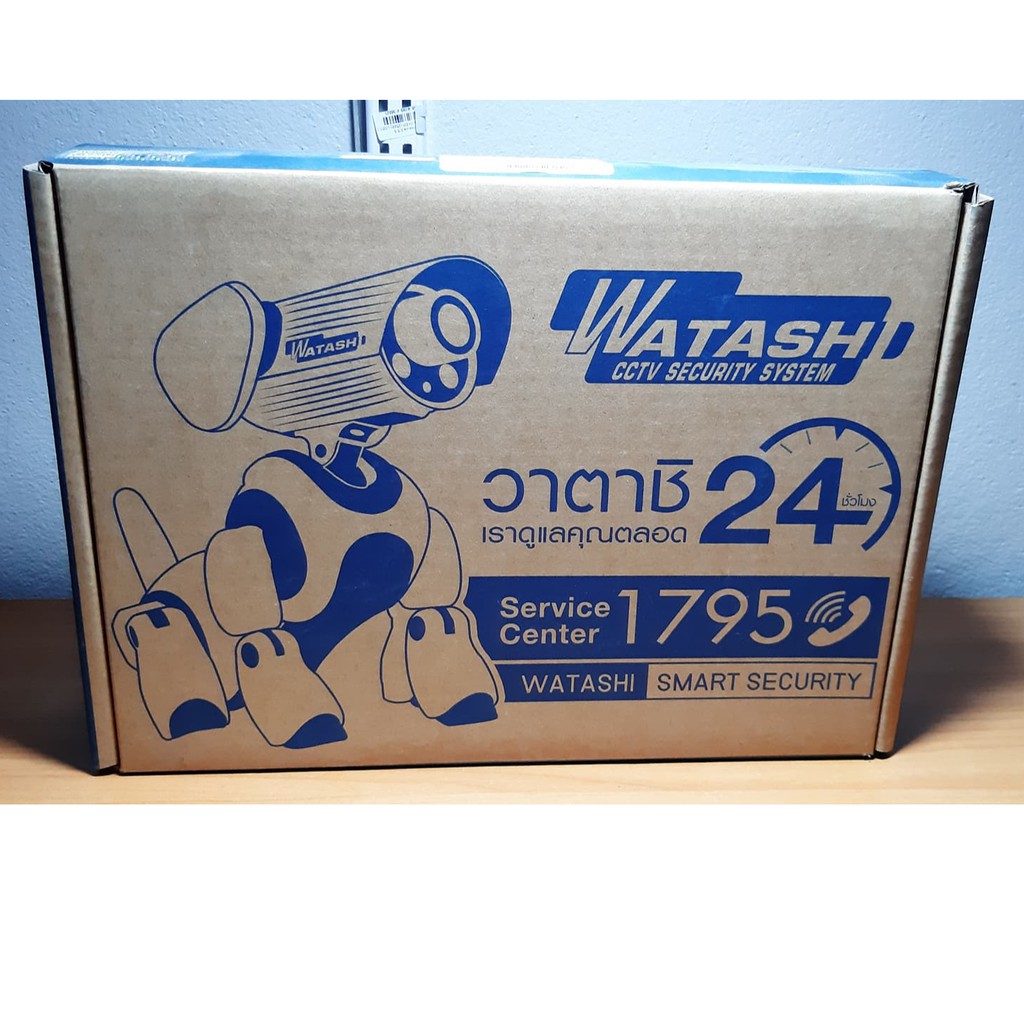 WATASHI
WATASHI
CCTV SECURITY SYSTEM
วาตาชิ
เราดูแลคุณตลอด
24
ชั่วโมง
Service
Center
1795
WATASHI
SMART SECURITY